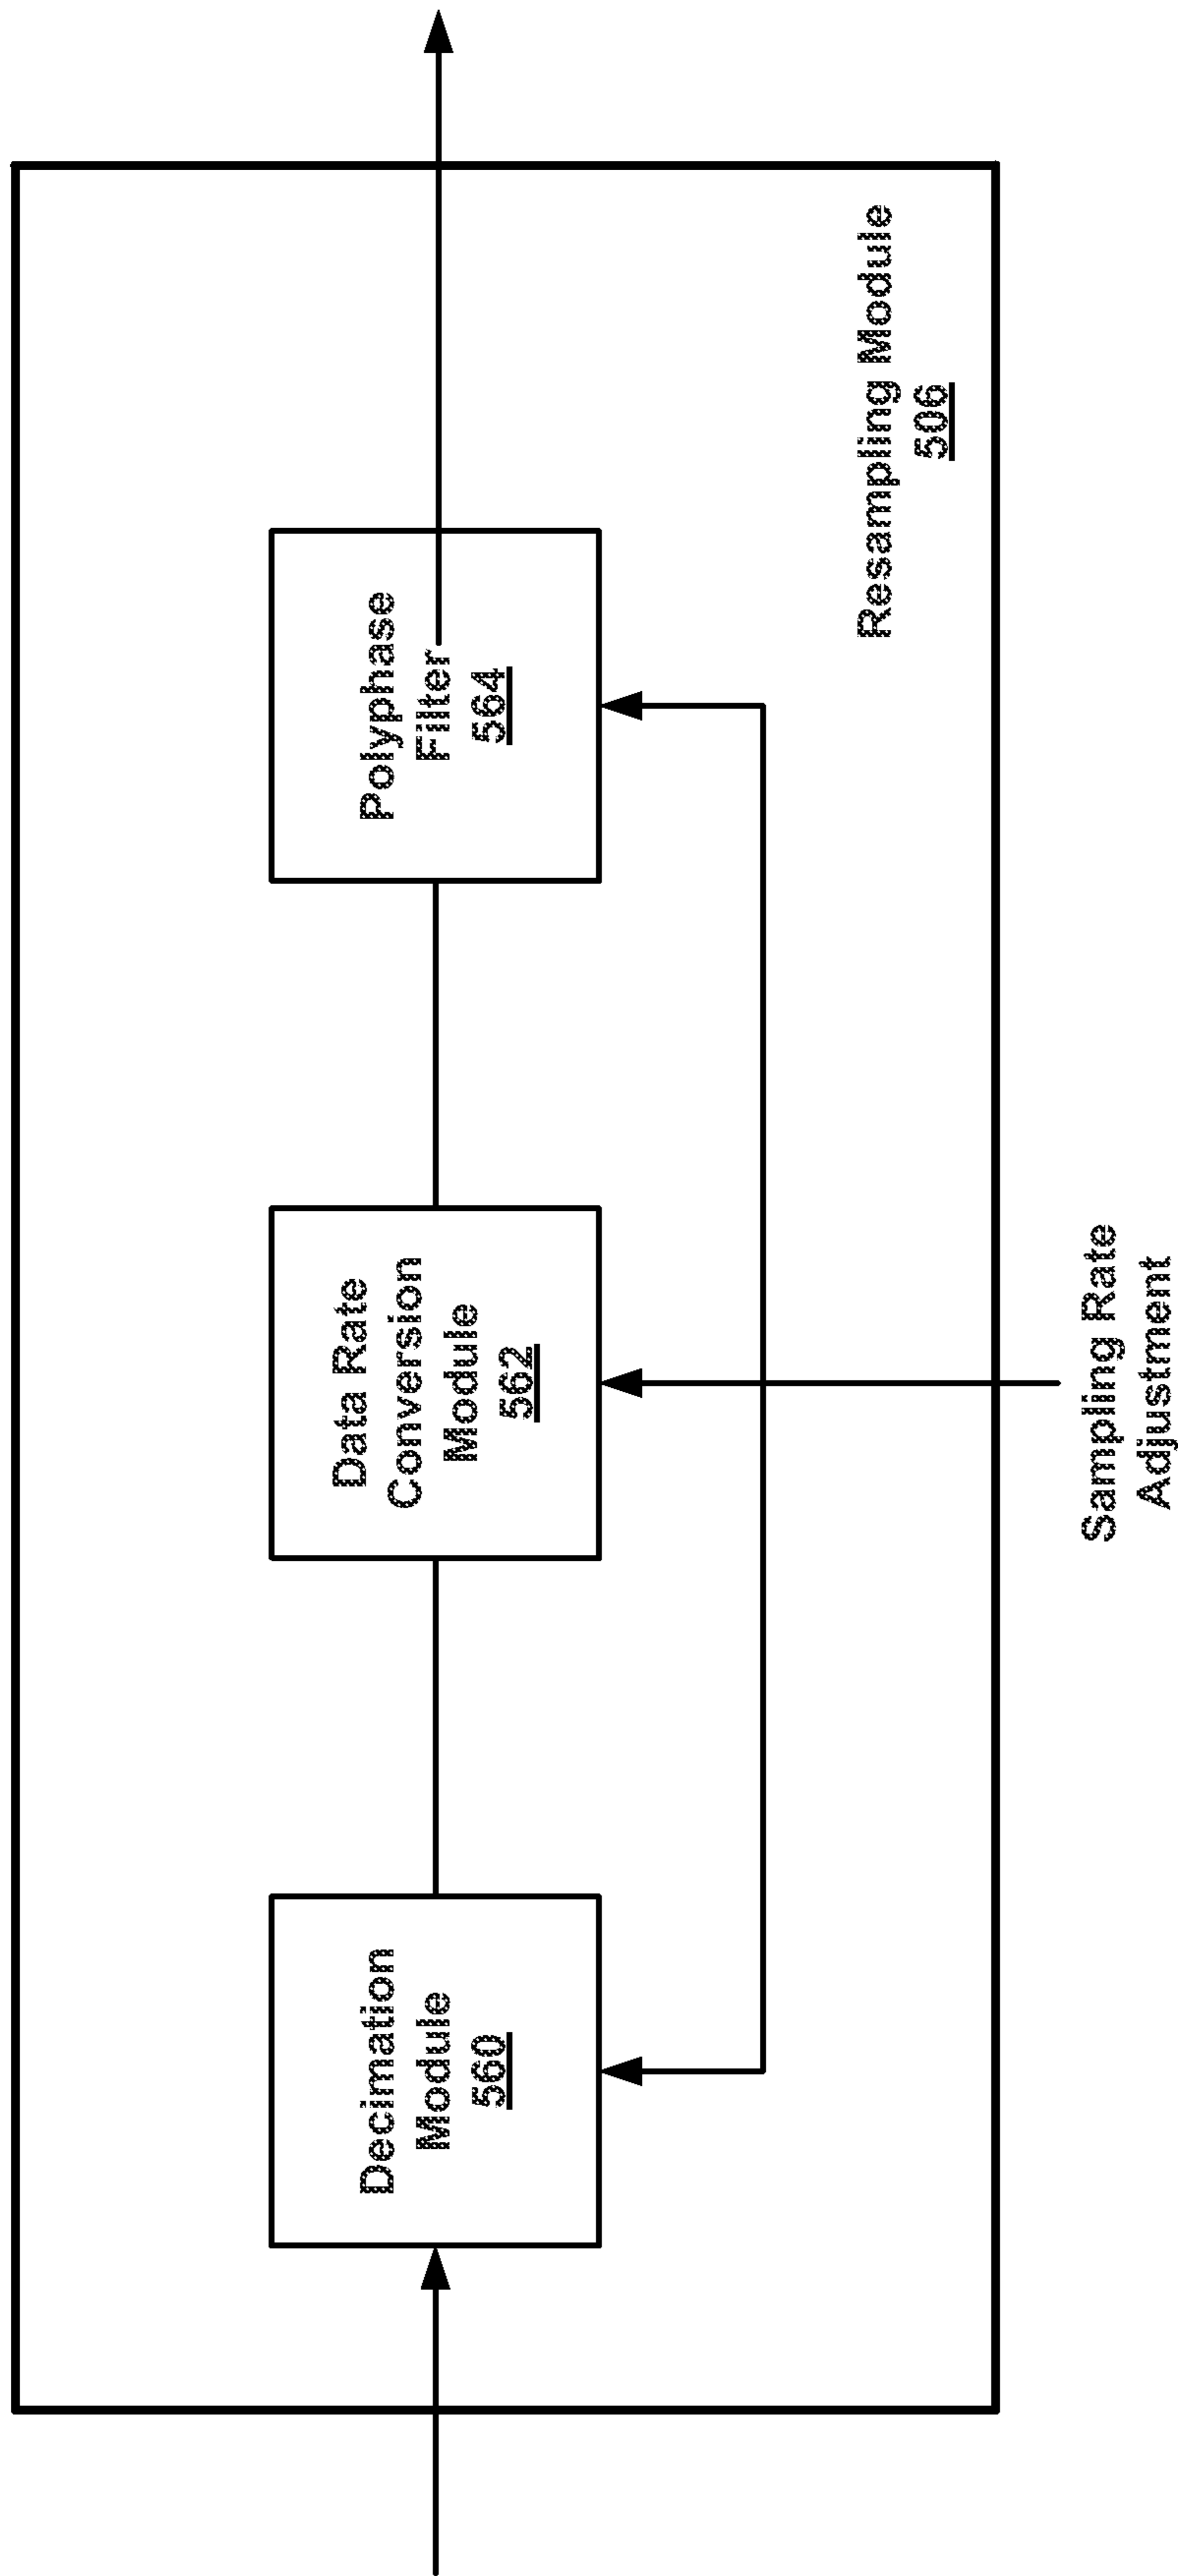 Decimation
Module
560
Data Rate
Conversion
Module
562
Polyphase
Filter
564
Resampling Module
506
Sampling Rate
Adjustment